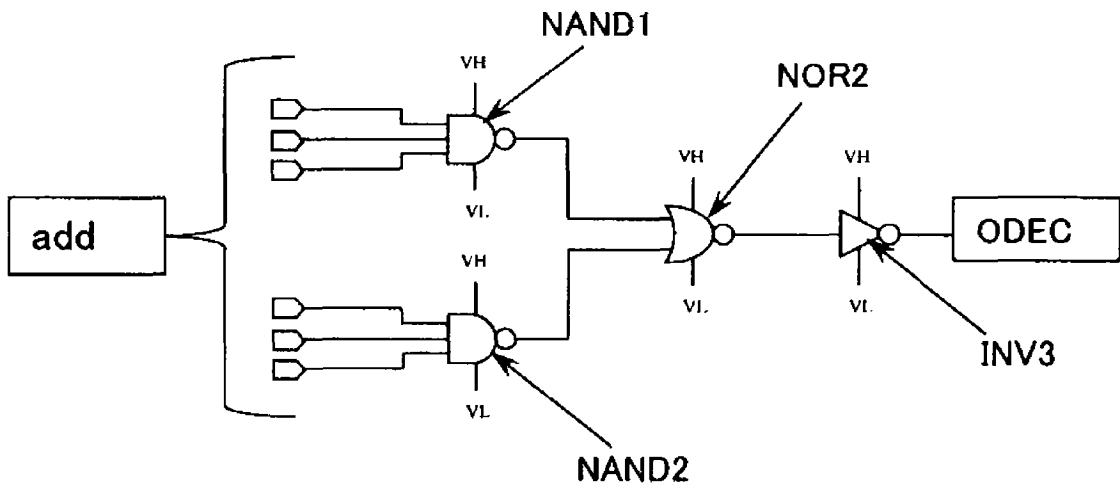 NAND1
VH
NOR2
VL
VH
VH
add
ODEC
VH
VL
VL
INV3
VL
NAND2